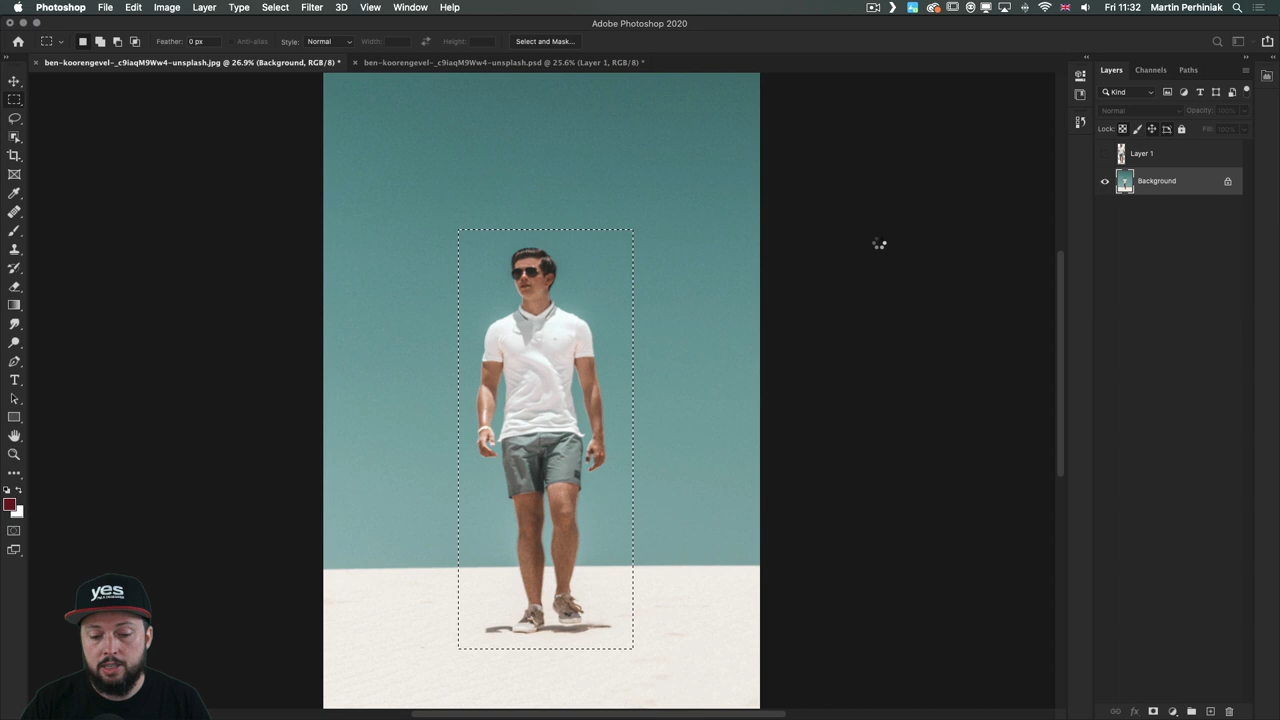 Photoshop File Edit Image Layer Type Select Filter 3D View Window Help Fri 11:32 Martin Perhiniak
Adobe Photoshop 2020
Feather: 0 px Anti-alias Style: Normal Width: Height: Select and Mask...
ben-koorengevel-_c9iaqM9Ww4-unsplash.jpg @ 26.9% (Background, RGB/8) * ben-koorengevel-_c9iaqM9Ww4-unsplash.psd @ 25.6% (Layer 1, RGB/8) *
Layers Channels Paths
Kind
Normal Opacity: 100%
Lock: Fill: 100%
Layer 1
Background
yes